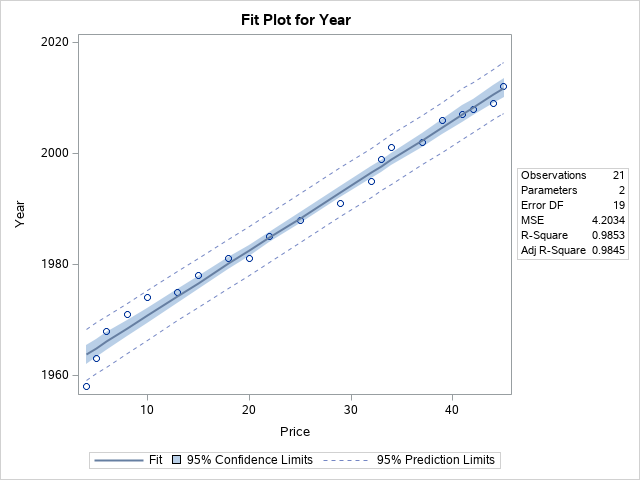 Fit Plot for Year
2020
2000
1980
1960
Year
10 20 30 40
Price
Observations 21
Parameters 2
Error DF 19
MSE 4.2034
R-Square 0.9853
Adj R-Square 0.9845
Fit 95% Confidence Limits 95% Prediction Limits